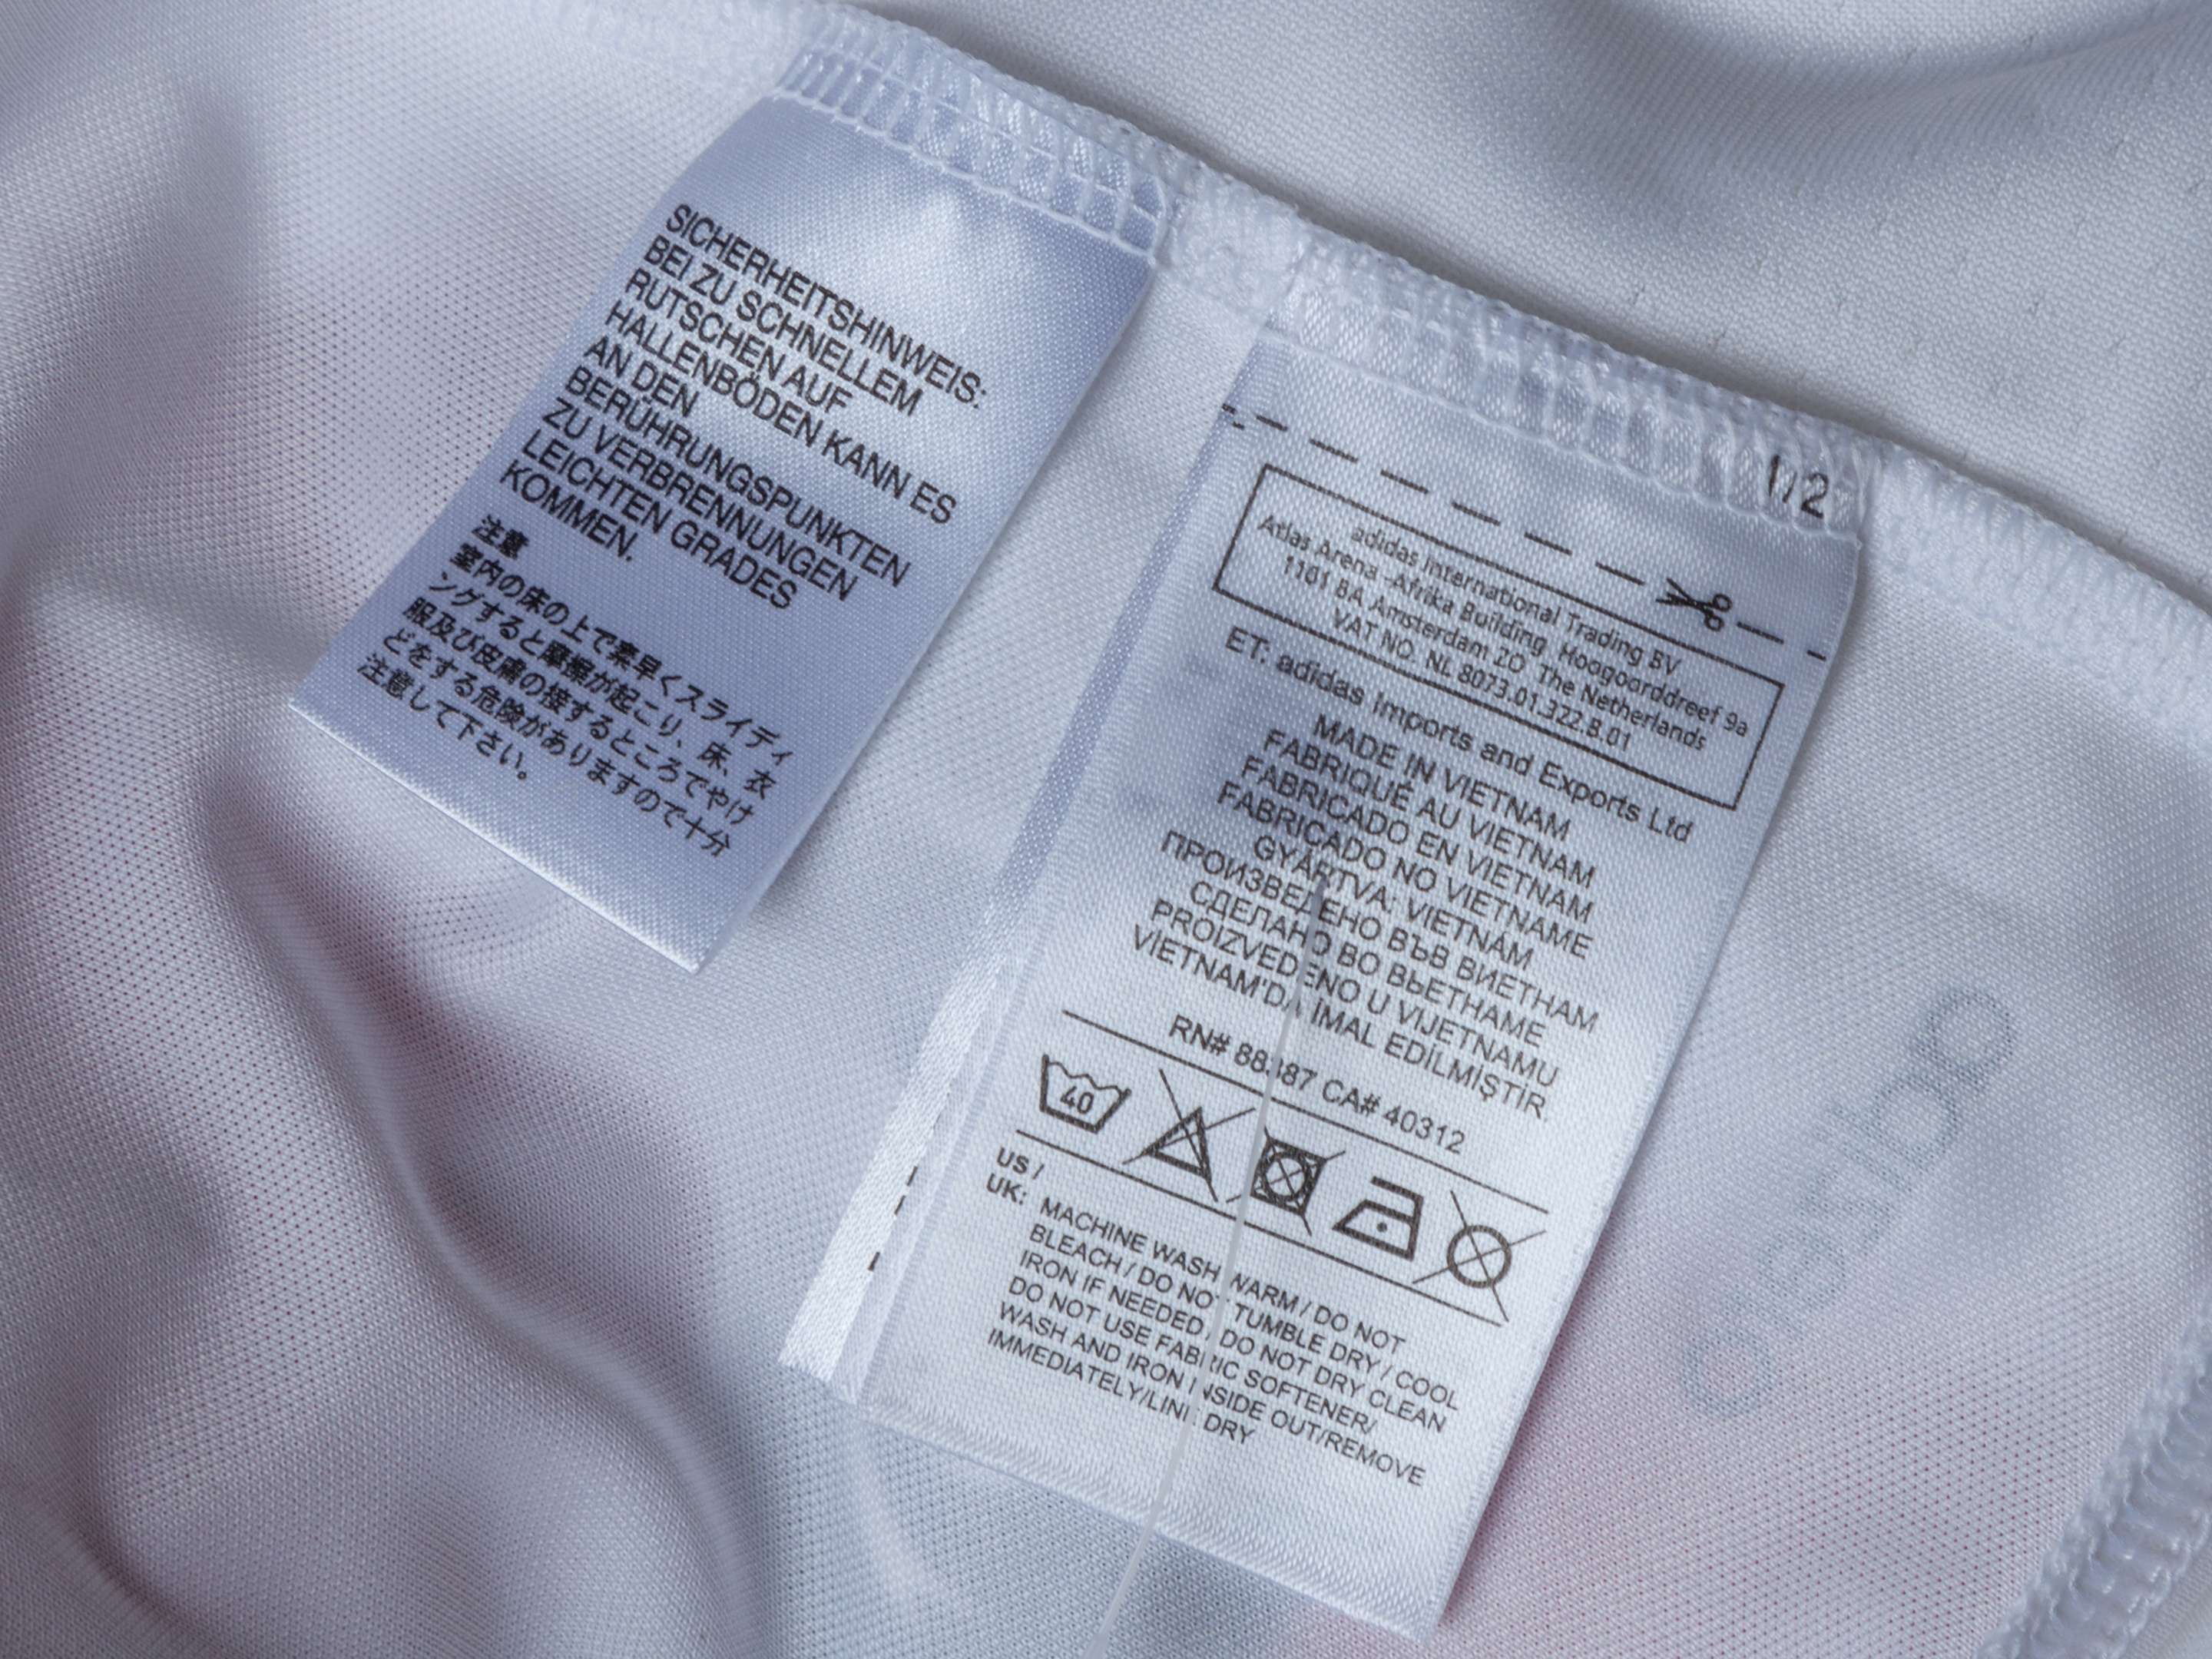 SICHERHEITSHINWEIS:
BEI ZU SCHNELLEM
RUTSCHEN AUF
HALLENBÖDEN KANN ES
AN DEN
BERÜHRUNGSPUNKTEN
ZU VERBRENNUNGEN
LEICHTEN GRADES
KOMMEN.
注意
室内の床の上で素早くスライディ
ングすると摩擦が起こり、床、衣
服及び皮膚の接するところでやけ
どをする危険がありますので十分
注意して下さい。
adidas International Trading BV
Atlas Arena -Afrika Building Hoogoorddreef 9a
1101 BA Amsterdam ZO The Netherlands
VAT NO. NL 8073.01.322.B.01
ET: adidas Imports and Exports Ltd
MADE IN VIETNAM
FABRIQUÉ AU VIETNAM
FABRICADO EN VIETNAM
FABRICADO NO VIETNAME
GYÁRTVA: VIETNÁM
ПРОИЗВЕДЕНО ВЪВ ВИЕТНАМ
СДЕЛАНО ВО ВЬЕТНАМЕ
PROIZVEDENO U VIJETNAMU
VİETNAM'DA İMAL EDİLMİŞTİR.
RN# 88387 CA# 40312
40
US /
UK: MACHINE WASH WARM / DO NOT
BLEACH / DO NOT TUMBLE DRY / COOL
IRON IF NEEDED / DO NOT DRY CLEAN
DO NOT USE FABRIC SOFTENER/
WASH AND IRON INSIDE OUT/REMOVE
IMMEDIATELY/LINE DRY